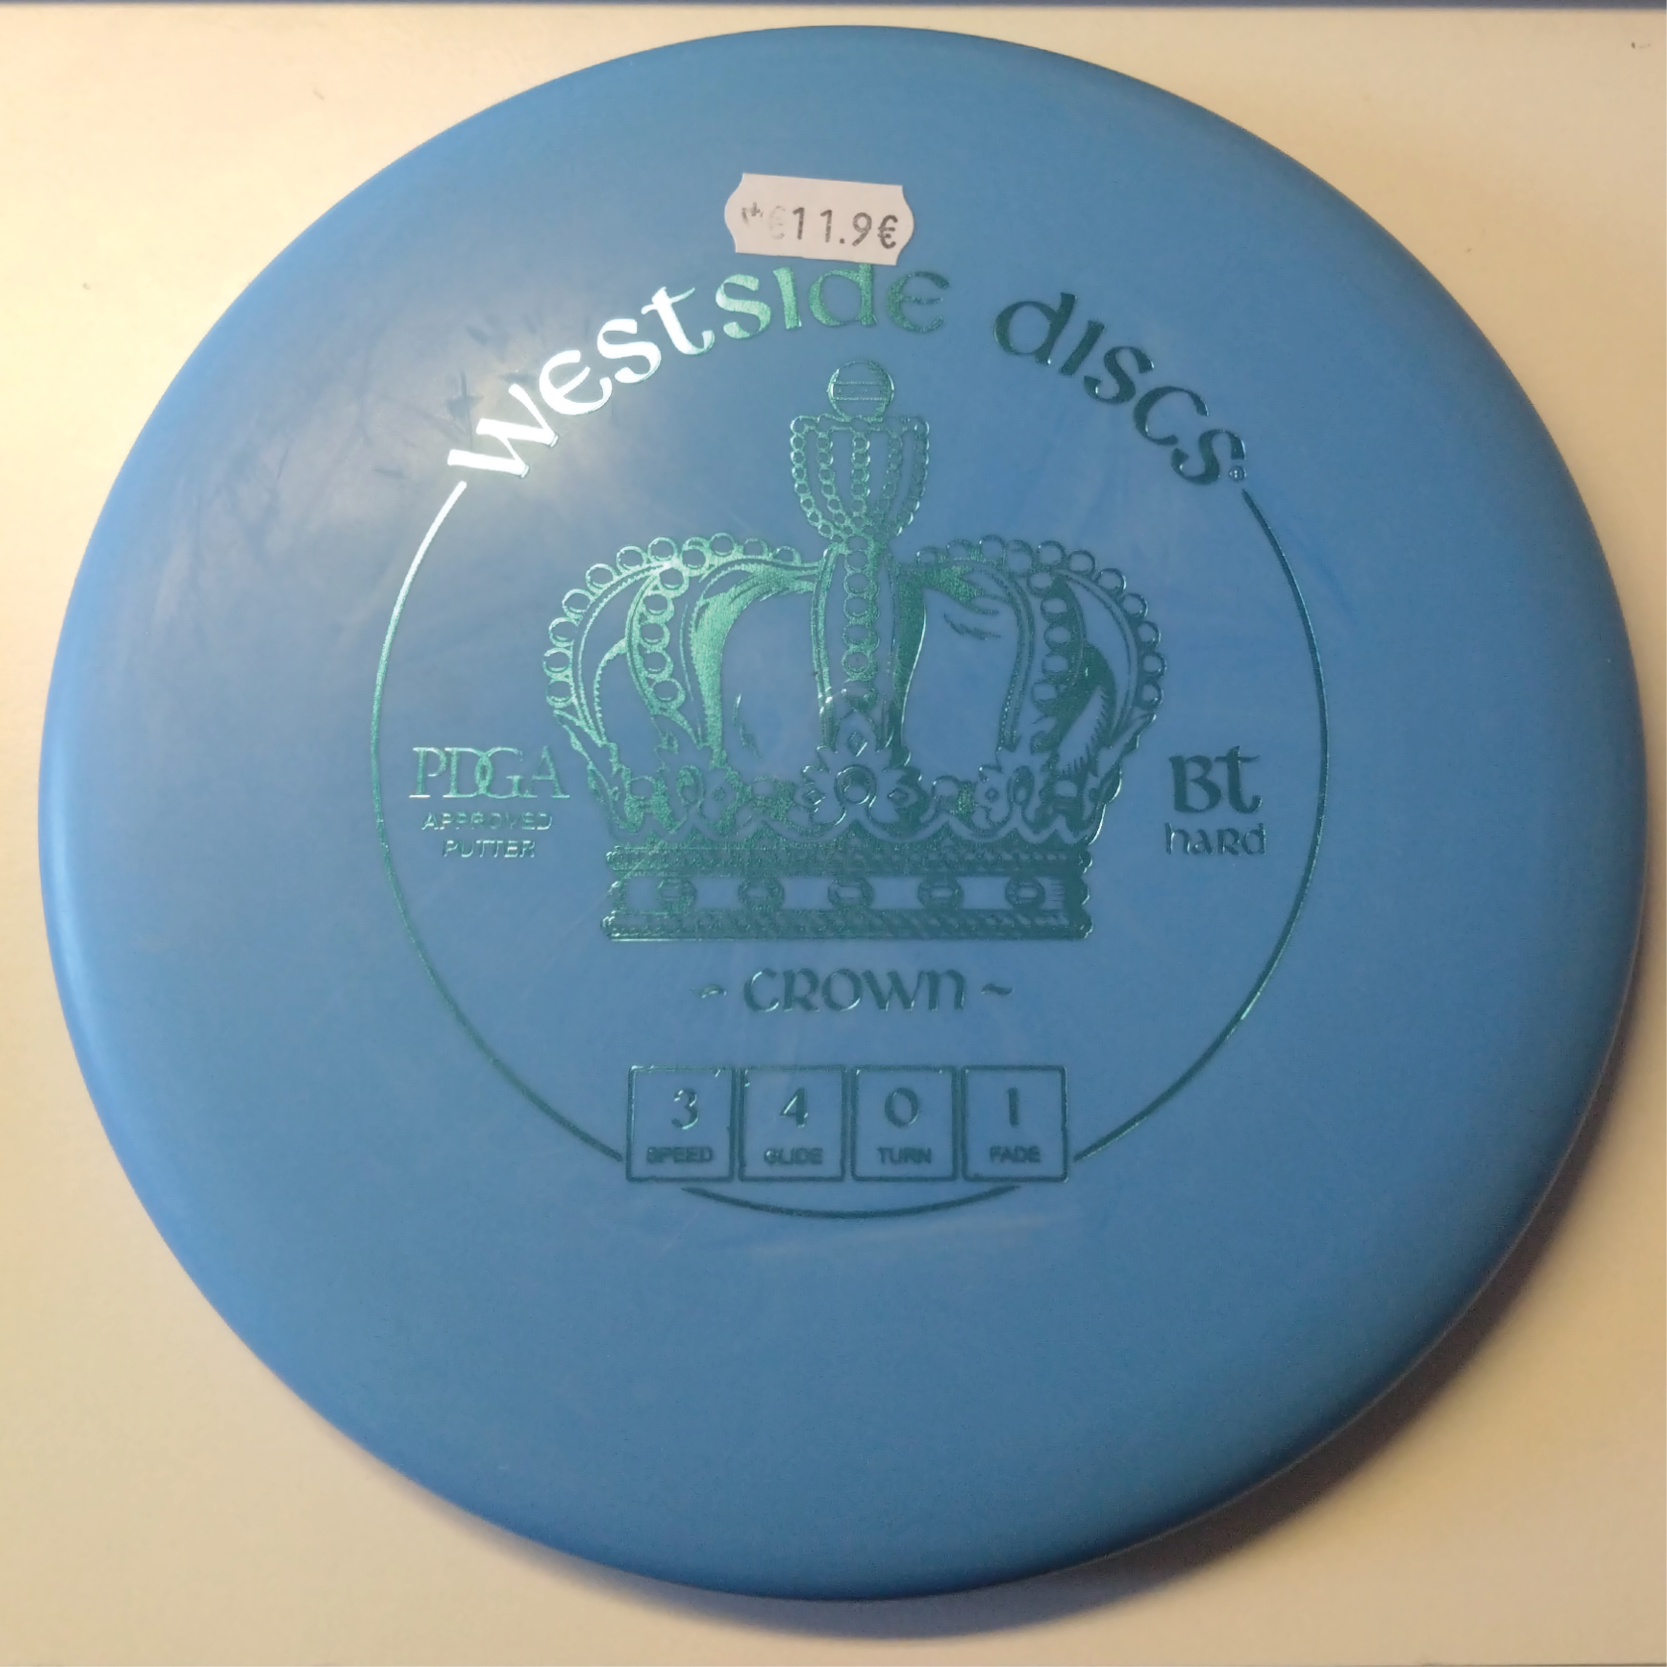 11.9€
westside discs
PDGA
APPROVED
PUTTER
Bt
hard
~ CROWN ~
3 4 0 1
SPEED GLIDE TURN FADE